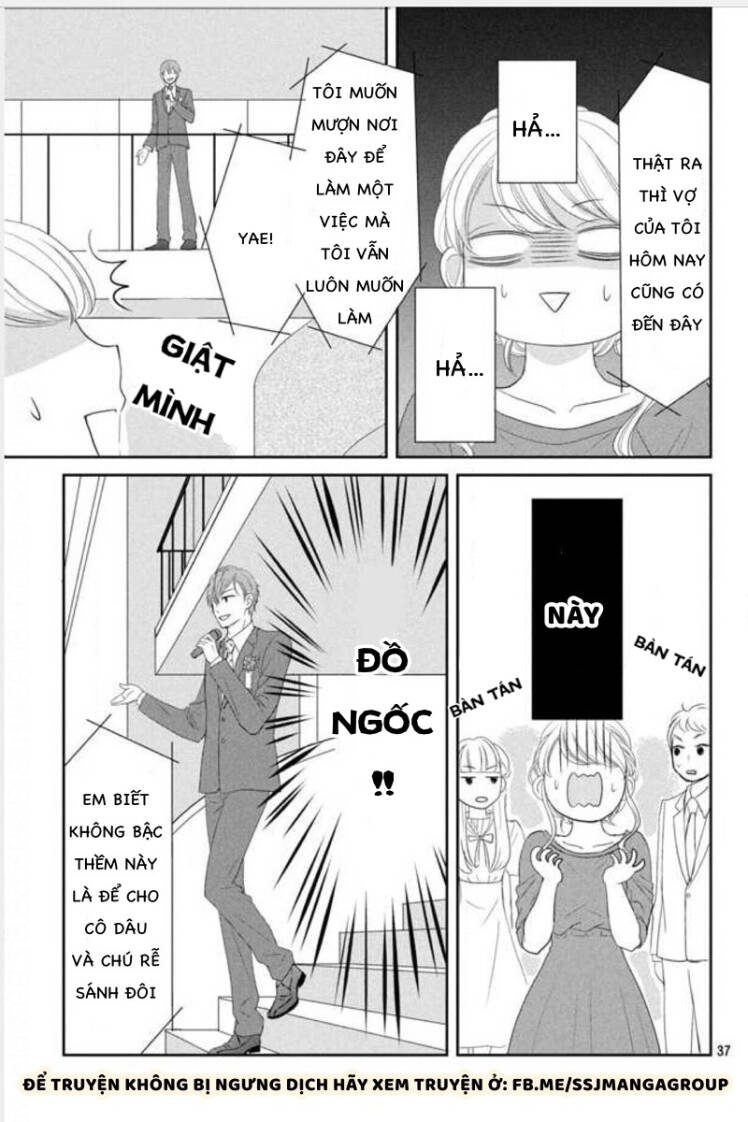 THẬT RA
THÌ VỢ
CỦA TÔI
HÔM NAY
CŨNG CÓ
ĐẾN ĐÂY
HẢ...
HẢ...
TÔI MUỐN
MƯỢN NƠI
ĐÂY ĐỂ
LÀM MỘT
VIỆC MÀ
TÔI VẪN
LUÔN MUỐN
LÀM
YAE!
GIẬT
MÌNH
NÀY
BÀN TÁN
BÀN TÁN
ĐỒ
NGỐC
!!
EM BIẾT
KHÔNG BẬC
THỀM NÀY
LÀ ĐỂ CHO
CÔ DÂU
VÀ CHÚ RỄ
SÁNH ĐÔI
37
ĐỂ TRUYỆN KHÔNG BỊ NGƯNG DỊCH HÃY XEM TRUYỆN Ở: FB.ME/SSJMANGAGROUP